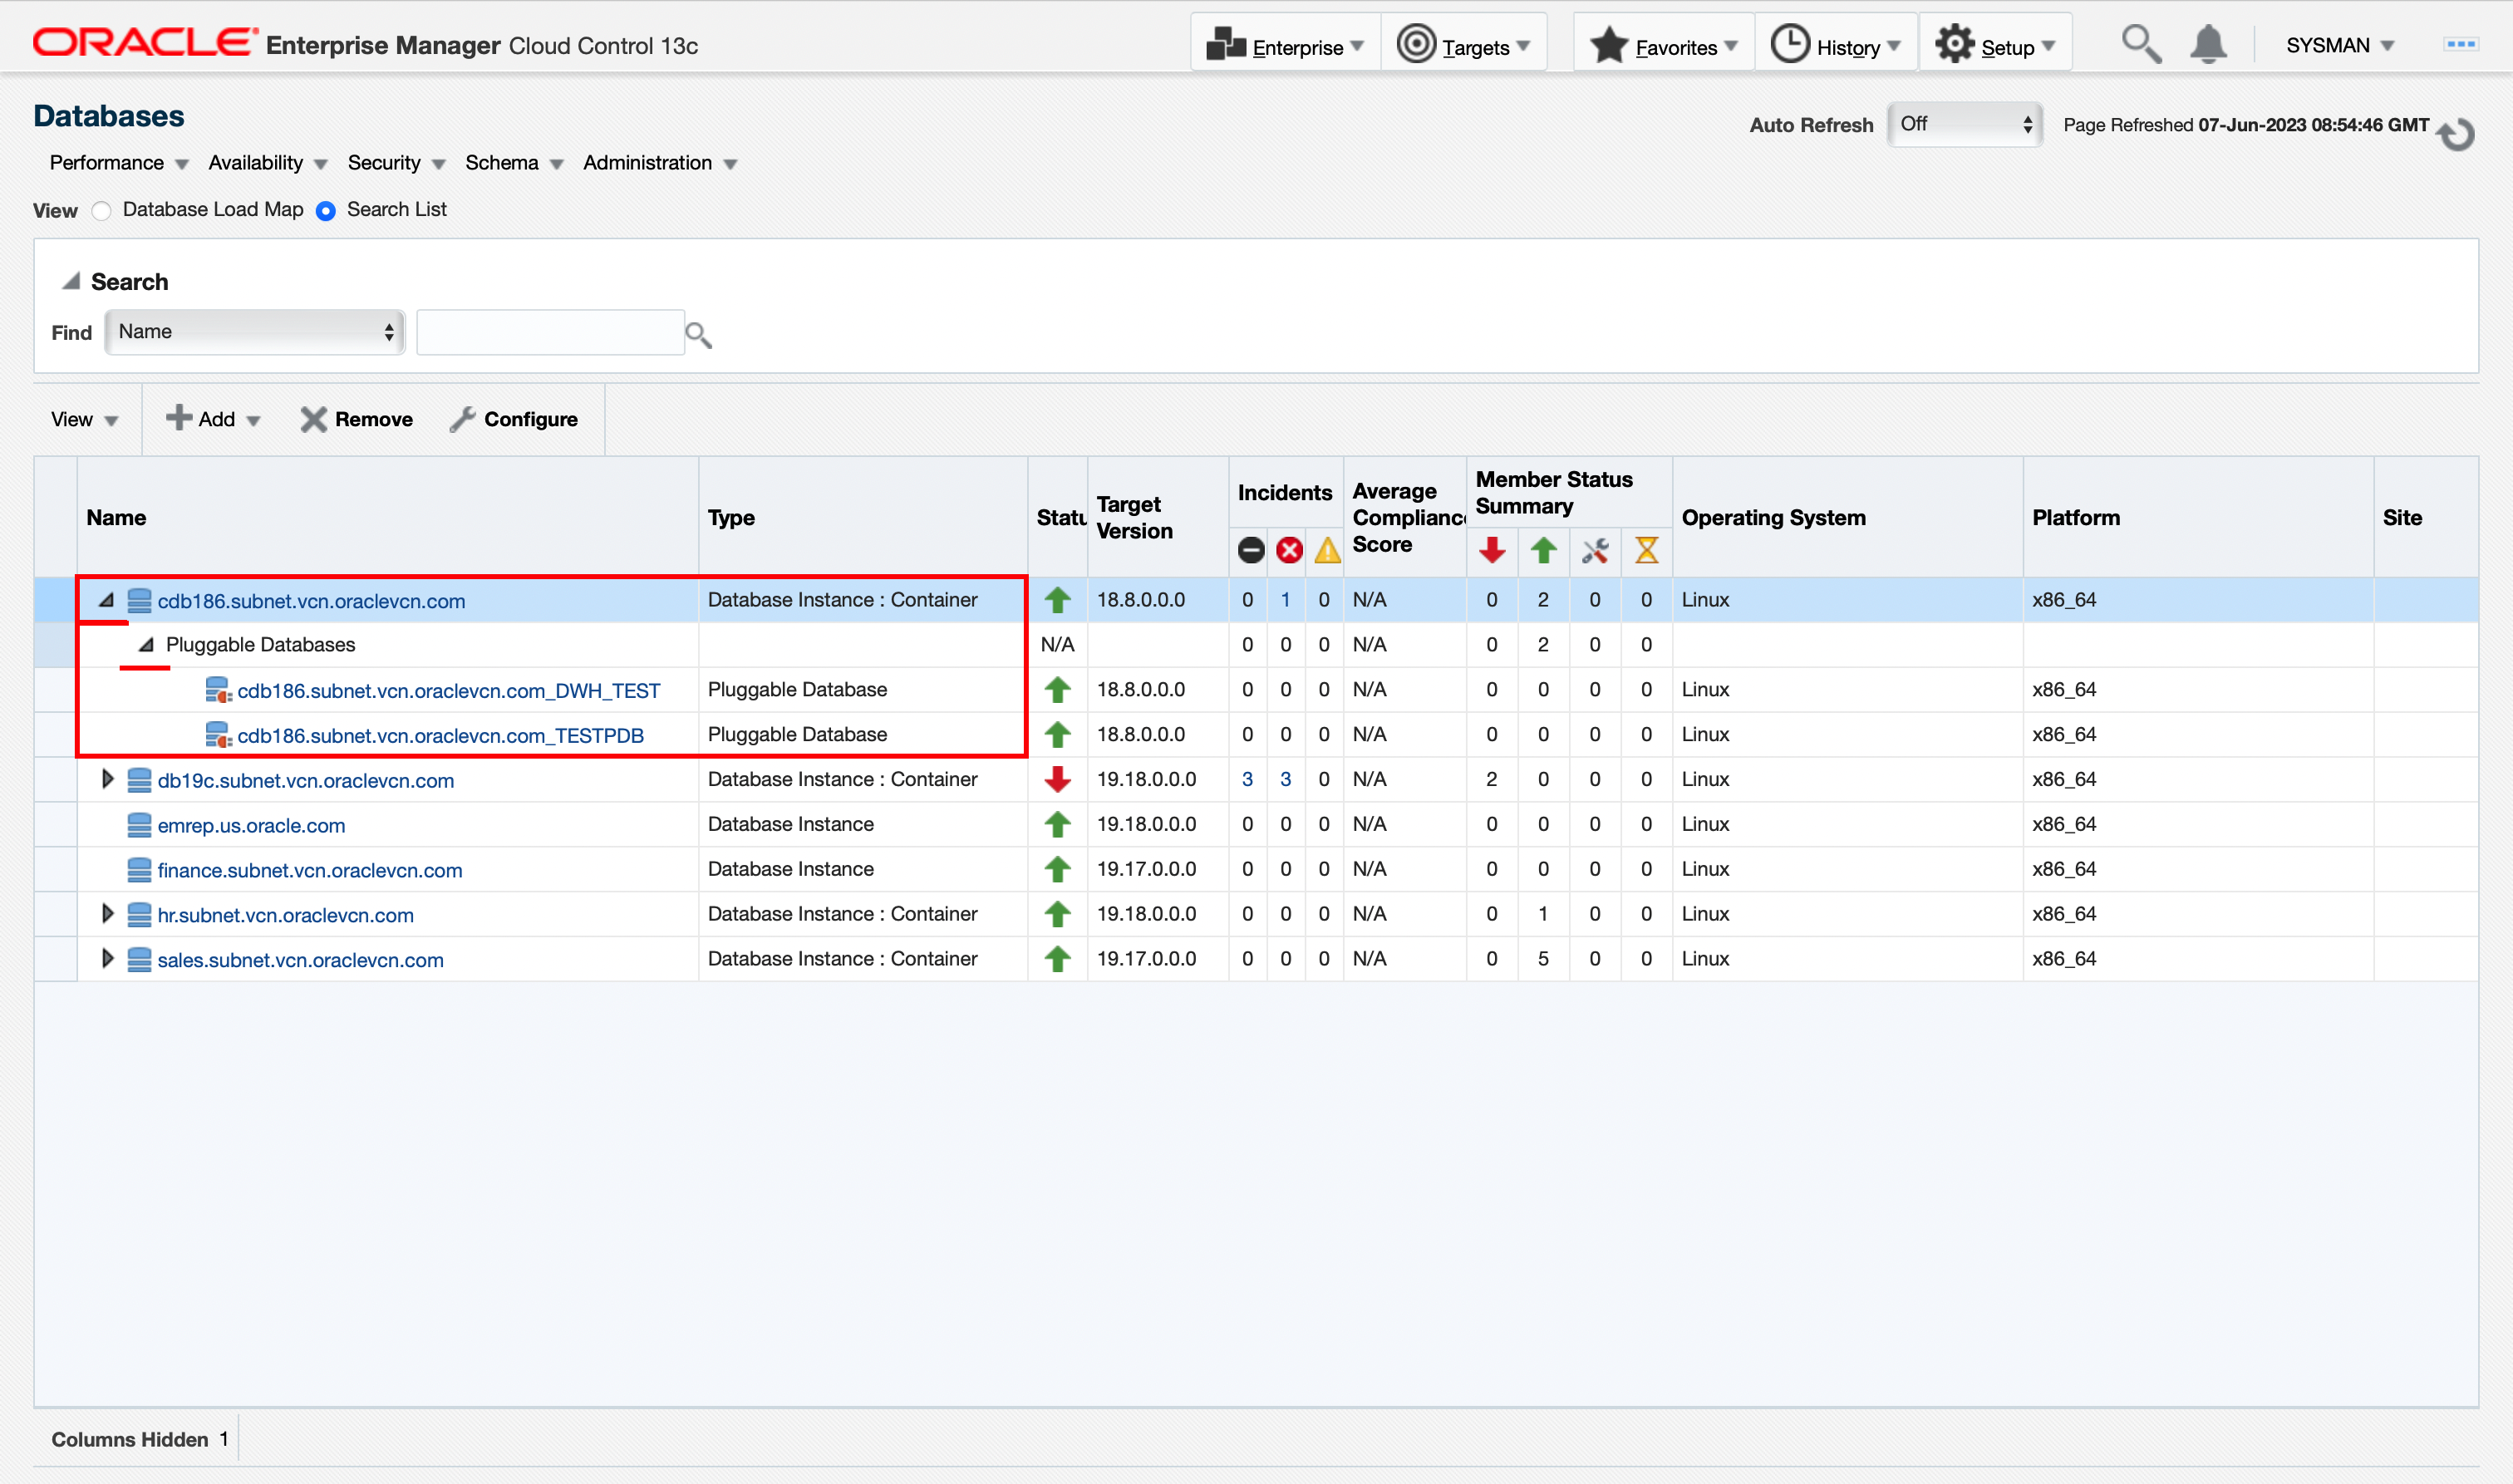 ORACLE Enterprise Manager Cloud Control 13c Enterprise Targets Favorites History Setup SYSMAN
Databases
Auto Refresh Off Page Refreshed 07-Jun-2023 08:54:46 GMT
Performance Availability Security Schema Administration
View Database Load Map Search List
Search
Find Name
View Add Remove Configure
Name Type Statu Target Version Incidents Average Compliance Score Member Status Summary Operating System Platform Site
cdb186.subnet.vcn.oraclevcn.com Database Instance : Container 18.8.0.0.0 0 1 0 N/A 0 2 0 0 Linux x86_64
Pluggable Databases N/A 0 0 0 N/A 0 2 0 0
cdb186.subnet.vcn.oraclevcn.com_DWH_TEST Pluggable Database 18.8.0.0.0 0 0 0 N/A 0 0 0 0 Linux x86_64
cdb186.subnet.vcn.oraclevcn.com_TESTPDB Pluggable Database 18.8.0.0.0 0 0 0 N/A 0 0 0 0 Linux x86_64
db19c.subnet.vcn.oraclevcn.com Database Instance : Container 19.18.0.0.0 3 3 0 N/A 2 0 0 0 Linux x86_64
emrep.us.oracle.com Database Instance 19.18.0.0.0 0 0 0 N/A 0 0 0 0 Linux x86_64
finance.subnet.vcn.oraclevcn.com Database Instance 19.17.0.0.0 0 0 0 N/A 0 0 0 0 Linux x86_64
hr.subnet.vcn.oraclevcn.com Database Instance : Container 19.18.0.0.0 0 0 0 N/A 0 1 0 0 Linux x86_64
sales.subnet.vcn.oraclevcn.com Database Instance : Container 19.17.0.0.0 0 0 0 N/A 0 5 0 0 Linux x86_64
Columns Hidden 1